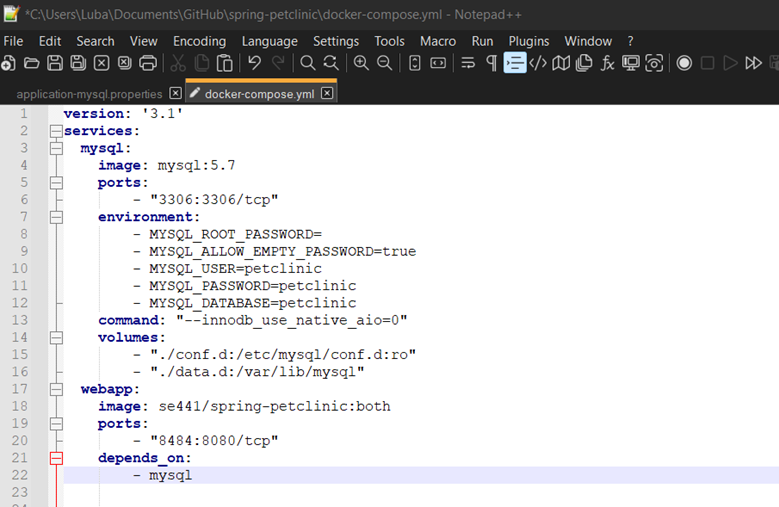 *C:\Users\Luba\Documents\GitHub\spring-petclinic\docker-compose.yml - Notepad++
File Edit Search View Encoding Language Settings Tools Macro Run Plugins Window ?
application-mysql.properties docker-compose.yml
1 version: '3.1'
2 services:
3 mysql:
4 image: mysql:5.7
5 ports:
6 - "3306:3306/tcp"
7 environment:
8 - MYSQL_ROOT_PASSWORD=
9 - MYSQL_ALLOW_EMPTY_PASSWORD=true
10 - MYSQL_USER=petclinic
11 - MYSQL_PASSWORD=petclinic
12 - MYSQL_DATABASE=petclinic
13 command: "--innodb_use_native_aio=0"
14 volumes:
15 - "./conf.d:/etc/mysql/conf.d:ro"
16 - "./data.d:/var/lib/mysql"
17 webapp:
18 image: se441/spring-petclinic:both
19 ports:
20 - "8484:8080/tcp"
21 depends_on:
22 - mysql
23